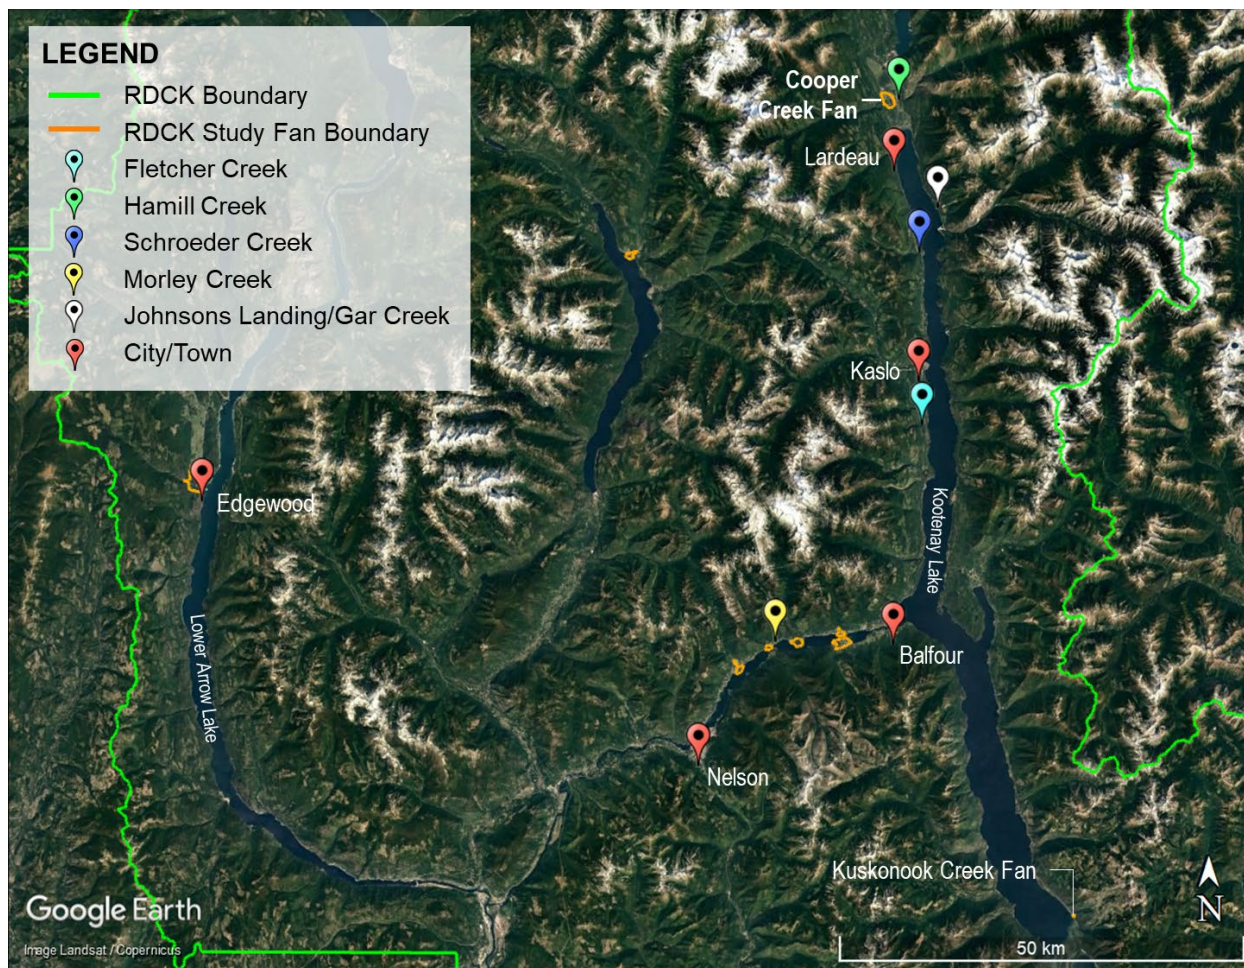 LEGEND
RDCK Boundary
RDCK Study Fan Boundary
Fletcher Creek
Hamill Creek
Schroeder Creek
Morley Creek
Johnsons Landing/Gar Creek
City/Town
Cooper
Creek Fan
Lardeau
Kaslo
Edgewood
Kootenay Lake
Lower Arrow Lake
Balfour
Nelson
Kuskonook Creek Fan
N
50 km
Google Earth
Image Landsat / Copernicus